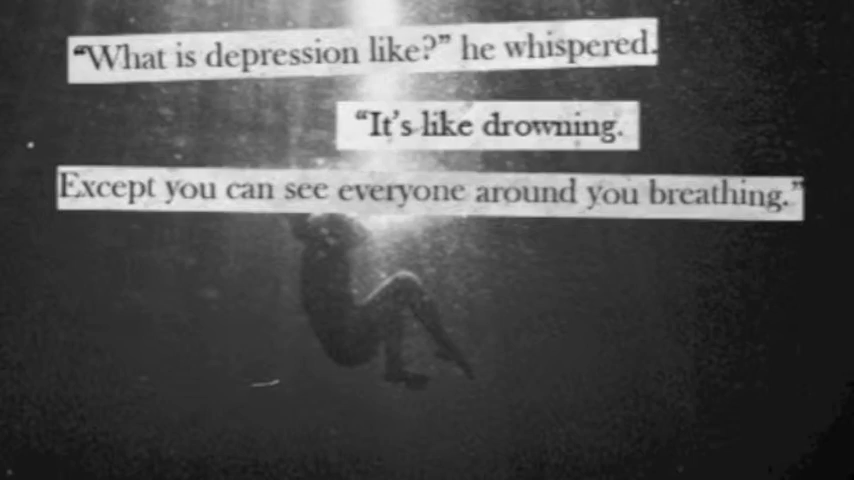 “What is depression like?” he whispered.
“It’s like drowning.
Except you can see everyone around you breathing.”